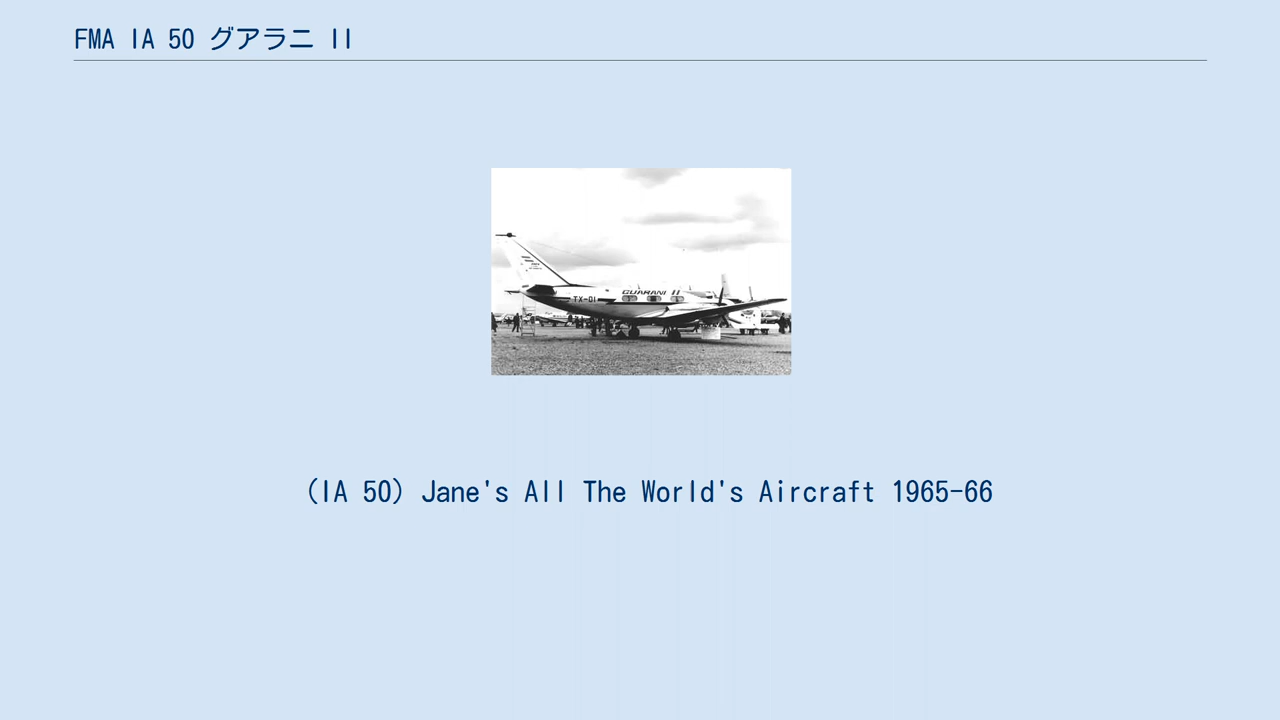 FMA IA 50 グアラニ II
GUARANI II
TX-01
(IA 50) Jane's All The World's Aircraft 1965-66